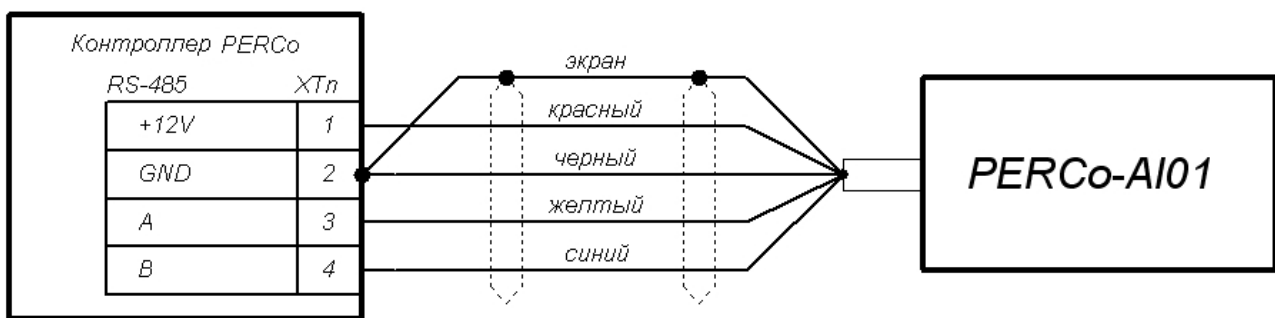 Контроллер PERCo
экран
RS-485 XTn
красный
+12V 1
черный
GND 2
PERCo-AI01
желтый
A 3
синий
B 4